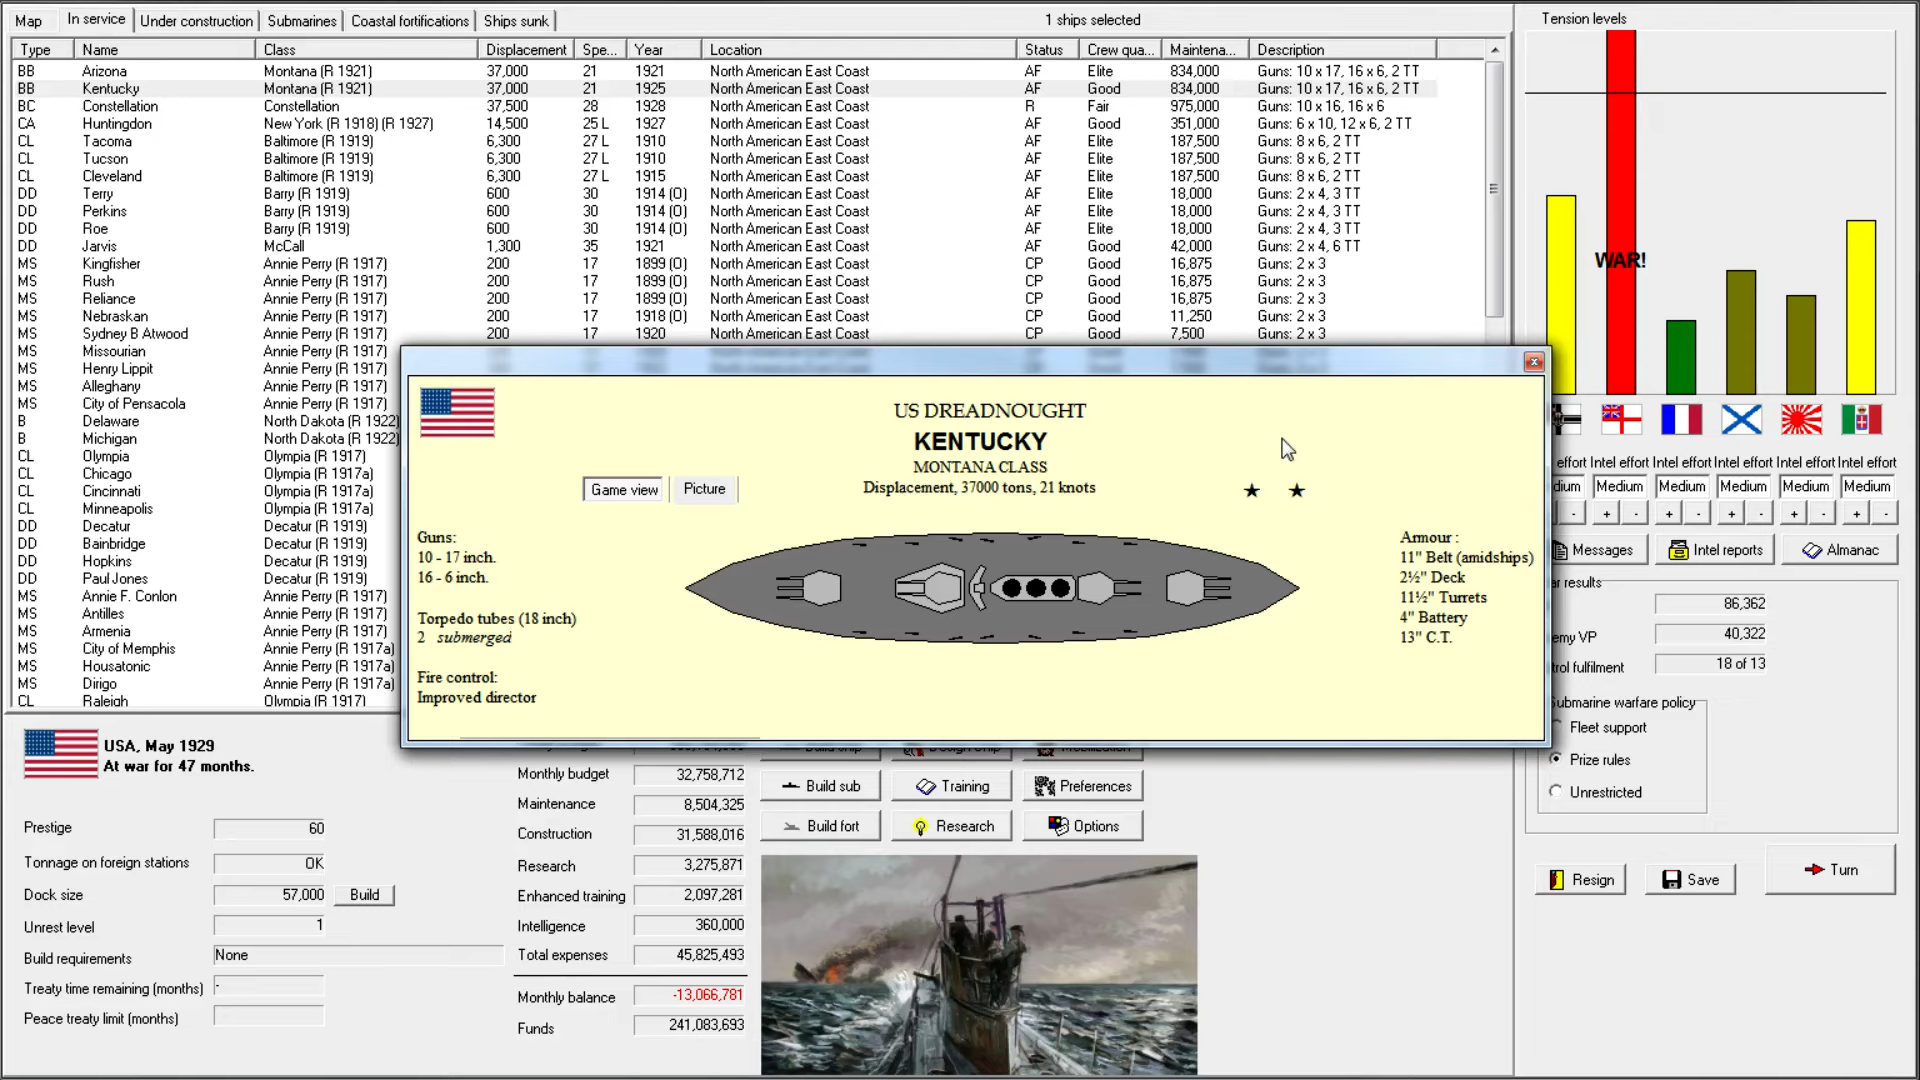 Map In service Under construction Submarines Coastal fortifications Ships sunk 1 ships selected
Type Name Class Displacement Spe... Year Location Status Crew qua... Maintena... Description
BB Arizona Montana (R 1921) 37,000 21 1921 North American East Coast AF Elite 834,000 Guns: 10 x 17, 16 x 6, 2 TT
BB Kentucky Montana (R 1921) 37,000 21 1925 North American East Coast AF Good 834,000 Guns: 10 x 17, 16 x 6, 2 TT
BC Constellation Constellation 37,500 28 1928 North American East Coast R Fair 975,000 Guns: 10 x 16, 16 x 6
CA Huntingdon New York (R 1918) (R 1927) 14,500 25 L 1927 North American East Coast AF Good 351,000 Guns: 6 x 10, 12 x 6, 2 TT
CL Tacoma Baltimore (R 1919) 6,300 27 L 1910 North American East Coast AF Elite 187,500 Guns: 8 x 6, 2 TT
CL Tucson Baltimore (R 1919) 6,300 27 L 1910 North American East Coast AF Elite 187,500 Guns: 8 x 6, 2 TT
CL Cleveland Baltimore (R 1919) 6,300 27 L 1915 North American East Coast AF Elite 187,500 Guns: 8 x 6, 2 TT
DD Terry Barry (R 1919) 600 30 1914 (O) North American East Coast AF Elite 18,000 Guns: 2 x 4, 3 TT
DD Perkins Barry (R 1919) 600 30 1914 (O) North American East Coast AF Elite 18,000 Guns: 2 x 4, 3 TT
DD Roe Barry (R 1919) 600 30 1914 (O) North American East Coast AF Elite 18,000 Guns: 2 x 4, 3 TT
DD Jarvis McCall 1,300 35 1921 North American East Coast AF Good 42,000 Guns: 2 x 4, 6 TT
MS Kingfisher Annie Perry (R 1917) 200 17 1899 (O) North American East Coast CP Good 16,875 Guns: 2 x 3
MS Rush Annie Perry (R 1917) 200 17 1899 (O) North American East Coast CP Good 16,875 Guns: 2 x 3
MS Reliance Annie Perry (R 1917) 200 17 1899 (O) North American East Coast CP Good 16,875 Guns: 2 x 3
MS Nebraskan Annie Perry (R 1917) 200 17 1918 (O) North American East Coast CP Good 11,250 Guns: 2 x 3
MS Sydney B Atwood Annie Perry (R 1917) 200 17 1920 North American East Coast CP Good 7,500 Guns: 2 x 3
MS Missourian Annie Perry (R 1917)
MS Henry Lippit Annie Perry (R 1917)
MS Alleghany Annie Perry (R 1917)
MS City of Pensacola Annie Perry (R 1917)
B Delaware North Dakota (R 1922)
B Michigan North Dakota (R 1922)
CL Olympia Olympia (R 1917)
CL Chicago Olympia (R 1917a)
CL Cincinnati Olympia (R 1917a)
CL Minneapolis Olympia (R 1917a)
DD Decatur Decatur (R 1919)
DD Bainbridge Decatur (R 1919)
DD Hopkins Decatur (R 1919)
DD Paul Jones Decatur (R 1919)
MS Annie F. Conlon Annie Perry (R 1917a)
MS Antilles Annie Perry (R 1917a)
MS Armenia Annie Perry (R 1917a)
MS City of Memphis Annie Perry (R 1917a)
MS Housatonic Annie Perry (R 1917a)
MS Dirigo Annie Perry (R 1917a)
CL Raleigh Olympia (R 1917a)
US DREADNOUGHT
KENTUCKY
MONTANA CLASS
Displacement, 37000 tons, 21 knots
Game view Picture
Guns:
10 - 17 inch.
16 - 6 inch.
Torpedo tubes (18 inch)
2 submerged
Fire control:
Improved director
Armour :
11" Belt (amidships)
2½" Deck
11½" Turrets
4" Battery
13" C.T.
Tension levels
WAR!
effort Intel effort Intel effort Intel effort Intel effort Intel effort
dium Medium Medium Medium Medium Medium
- + - + - + - + - + -
Messages Intel reports Almanac
ar results
86,362
emy VP 40,322
trol fulfilment 18 of 13
ubmarine warfare policy
Fleet support
Prize rules
Unrestricted
Resign Save Turn
USA, May 1929
At war for 47 months.
Prestige 60
Tonnage on foreign stations OK
Dock size 57,000 Build
Unrest level 1
Build requirements None
Treaty time remaining (months) -
Peace treaty limit (months)
Monthly budget 32,758,712
Maintenance 8,504,325
Construction 31,588,016
Research 3,275,871
Enhanced training 2,097,281
Intelligence 360,000
Total expenses 45,825,493
Monthly balance -13,066,781
Funds 241,083,693
Build ship Design ship Mobilization
Build sub Training Preferences
Build fort Research Options